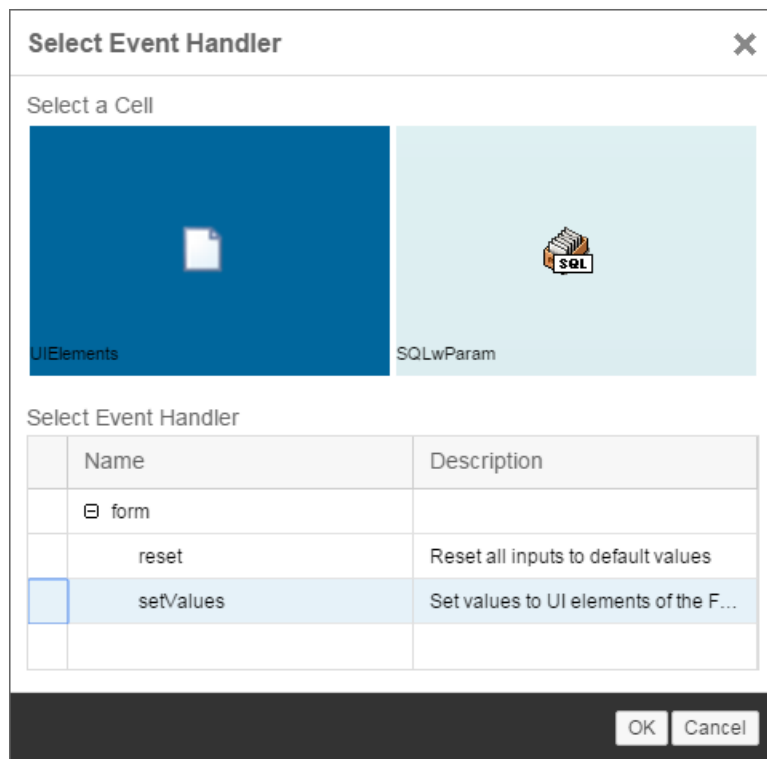 Select Event Handler
Select a Cell
SQL
UIElements
SQLwParam
Select Event Handler
Name Description
form
reset Reset all inputs to default values
setValues Set values to UI elements of the F...
OK Cancel